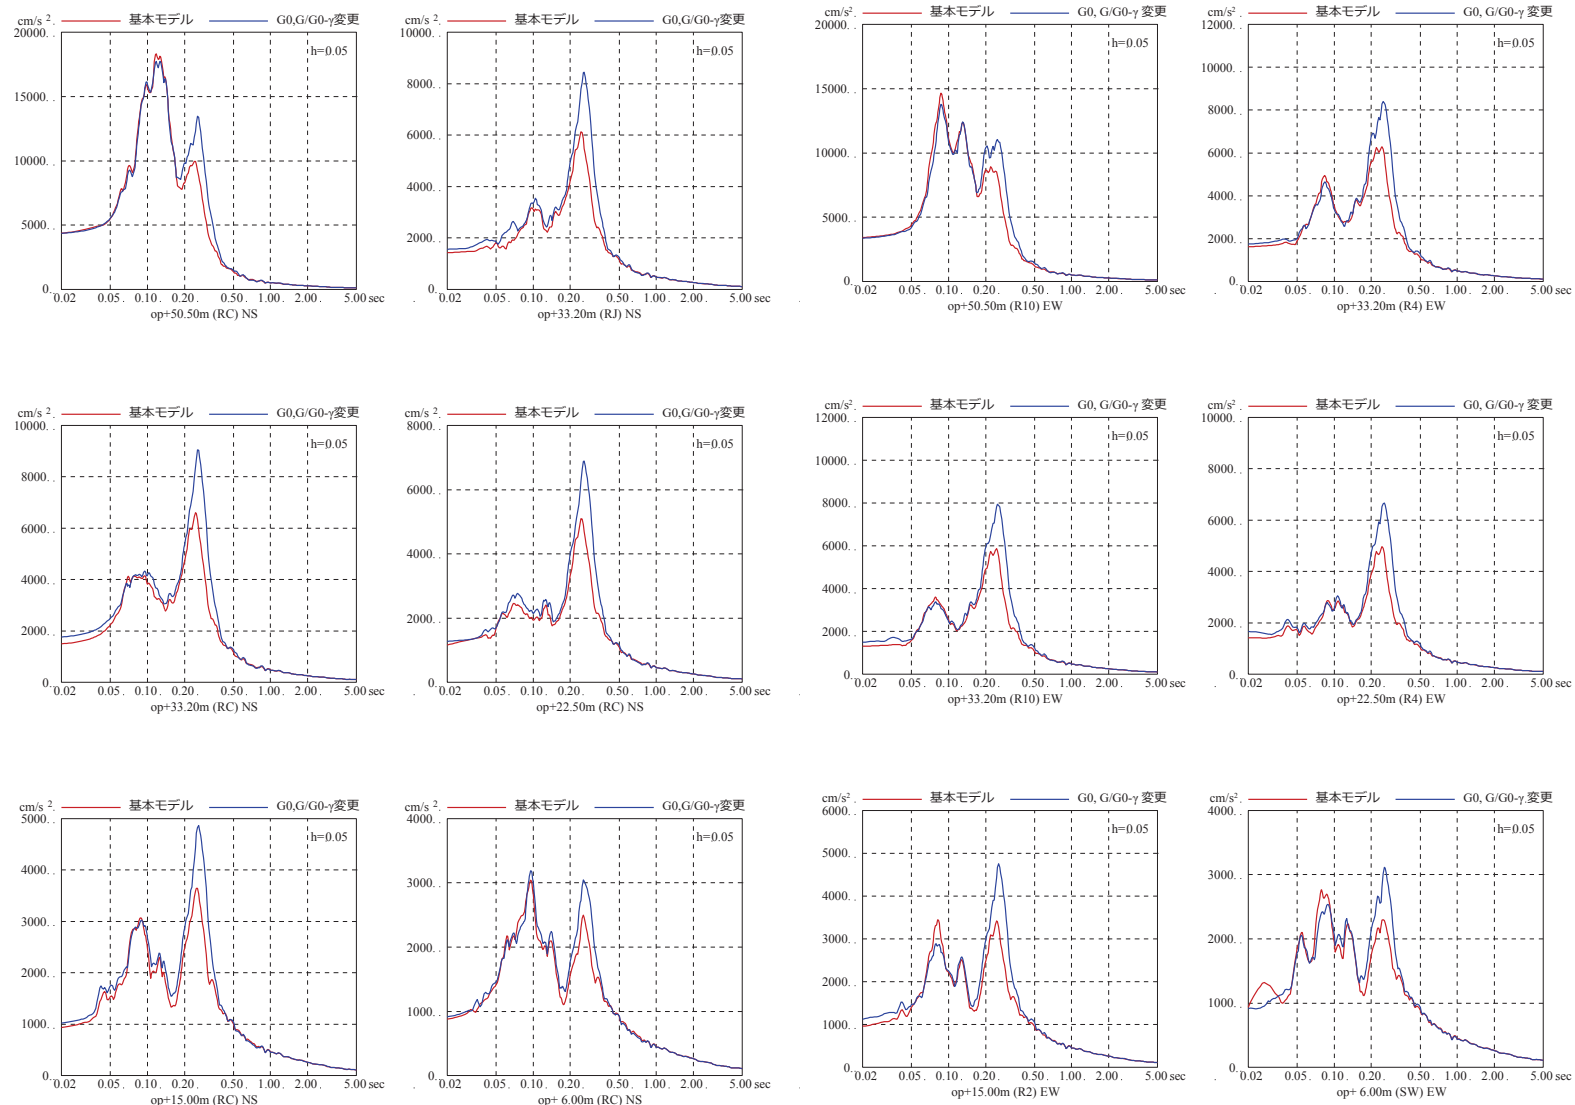 cm/s². 基本モデル G0,G/G0-γ変更
20000. h=0.05
15000. .
10000. .
5000. .
0. .
0.02 0.05 . 0.10 . 0.20 . 0.50 . 1.00 . 2.00 . 5.00 sec
op+50.50m (RC) NS
cm/s². 基本モデル G0,G/G0-γ変更
10000. . h=0.05
8000. .
6000. .
4000. .
2000. .
0. .
0.02 0.05 . 0.10 . 0.20 . 0.50 . 1.00 . 2.00 . 5.00 sec
op+33.20m (RJ) NS
cm/s². 基本モデル G0, G/G0-γ 変更
20000. . h=0.05
15000. .
10000. .
5000. .
0. .
0.02 0.05 . 0.10 . 0.20 . 0.50 . 1.00 . 2.00 . 5.00 sec
op+50.50m (R10) EW
cm/s². 基本モデル G0, G/G0-γ 変更
12000. . h=0.05
10000. .
8000. .
6000. .
4000. .
2000. .
0. .
0.02 0.05 . 0.10 . 0.20 . 0.50 . 1.00 . 2.00 . 5.00 sec
op+33.20m (R4) EW
cm/s². 基本モデル G0,G/G0-γ変更
10000. . h=0.05
8000. .
6000. .
4000. .
2000. .
0. .
0.02 0.05 . 0.10 . 0.20 . 0.50 . 1.00 . 2.00 . 5.00 sec
op+33.20m (RC) NS
cm/s². 基本モデル G0,G/G0-γ変更
8000. . h=0.05
6000. .
4000. .
2000. .
0. .
0.02 0.05 . 0.10 . 0.20 . 0.50 . 1.00 . 2.00 . 5.00 sec
op+22.50m (RC) NS
cm/s². 基本モデル G0, G/G0-γ 変更
12000. . h=0.05
10000. .
8000. .
6000. .
4000. .
2000. .
0. .
0.02 0.05 . 0.10 . 0.20 . 0.50 . 1.00 . 2.00 . 5.00 sec
op+33.20m (R10) EW
cm/s². 基本モデル G0, G/G0-γ 変更
10000. . h=0.05
8000. .
6000. .
4000. .
2000. .
0. .
0.02 0.05 . 0.10 . 0.20 . 0.50 . 1.00 . 2.00 . 5.00 sec
op+22.50m (R4) EW
cm/s². 基本モデル G0,G/G0-γ変更
5000. . h=0.05
4000. .
3000. .
2000. .
1000. .
0. .
0.02 0.05 . 0.10 . 0.20 . 0.50 . 1.00 . 2.00 . 5.00 sec
op+15.00m (RC) NS
cm/s². 基本モデル G0,G/G0-γ変更
4000. . h=0.05
3000. .
2000. .
1000. .
0. .
0.02 0.05 . 0.10 . 0.20 . 0.50 . 1.00 . 2.00 . 5.00 sec
op+ 6.00m (RC) NS
cm/s². 基本モデル G0, G/G0-γ 変更
6000. . h=0.05
5000. .
4000. .
3000. .
2000. .
1000. .
0. .
0.02 0.05 . 0.10 . 0.20 . 0.50 . 1.00 . 2.00 . 5.00 sec
op+15.00m (R2) EW
cm/s². 基本モデル G0, G/G0-γ. 変更
4000. . h=0.05
3000. .
2000. .
1000. .
0. .
0.02 0.05 . 0.10 . 0.20 . 0.50 . 1.00 . 2.00 . 5.00 sec
op+ 6.00m (SW) EW